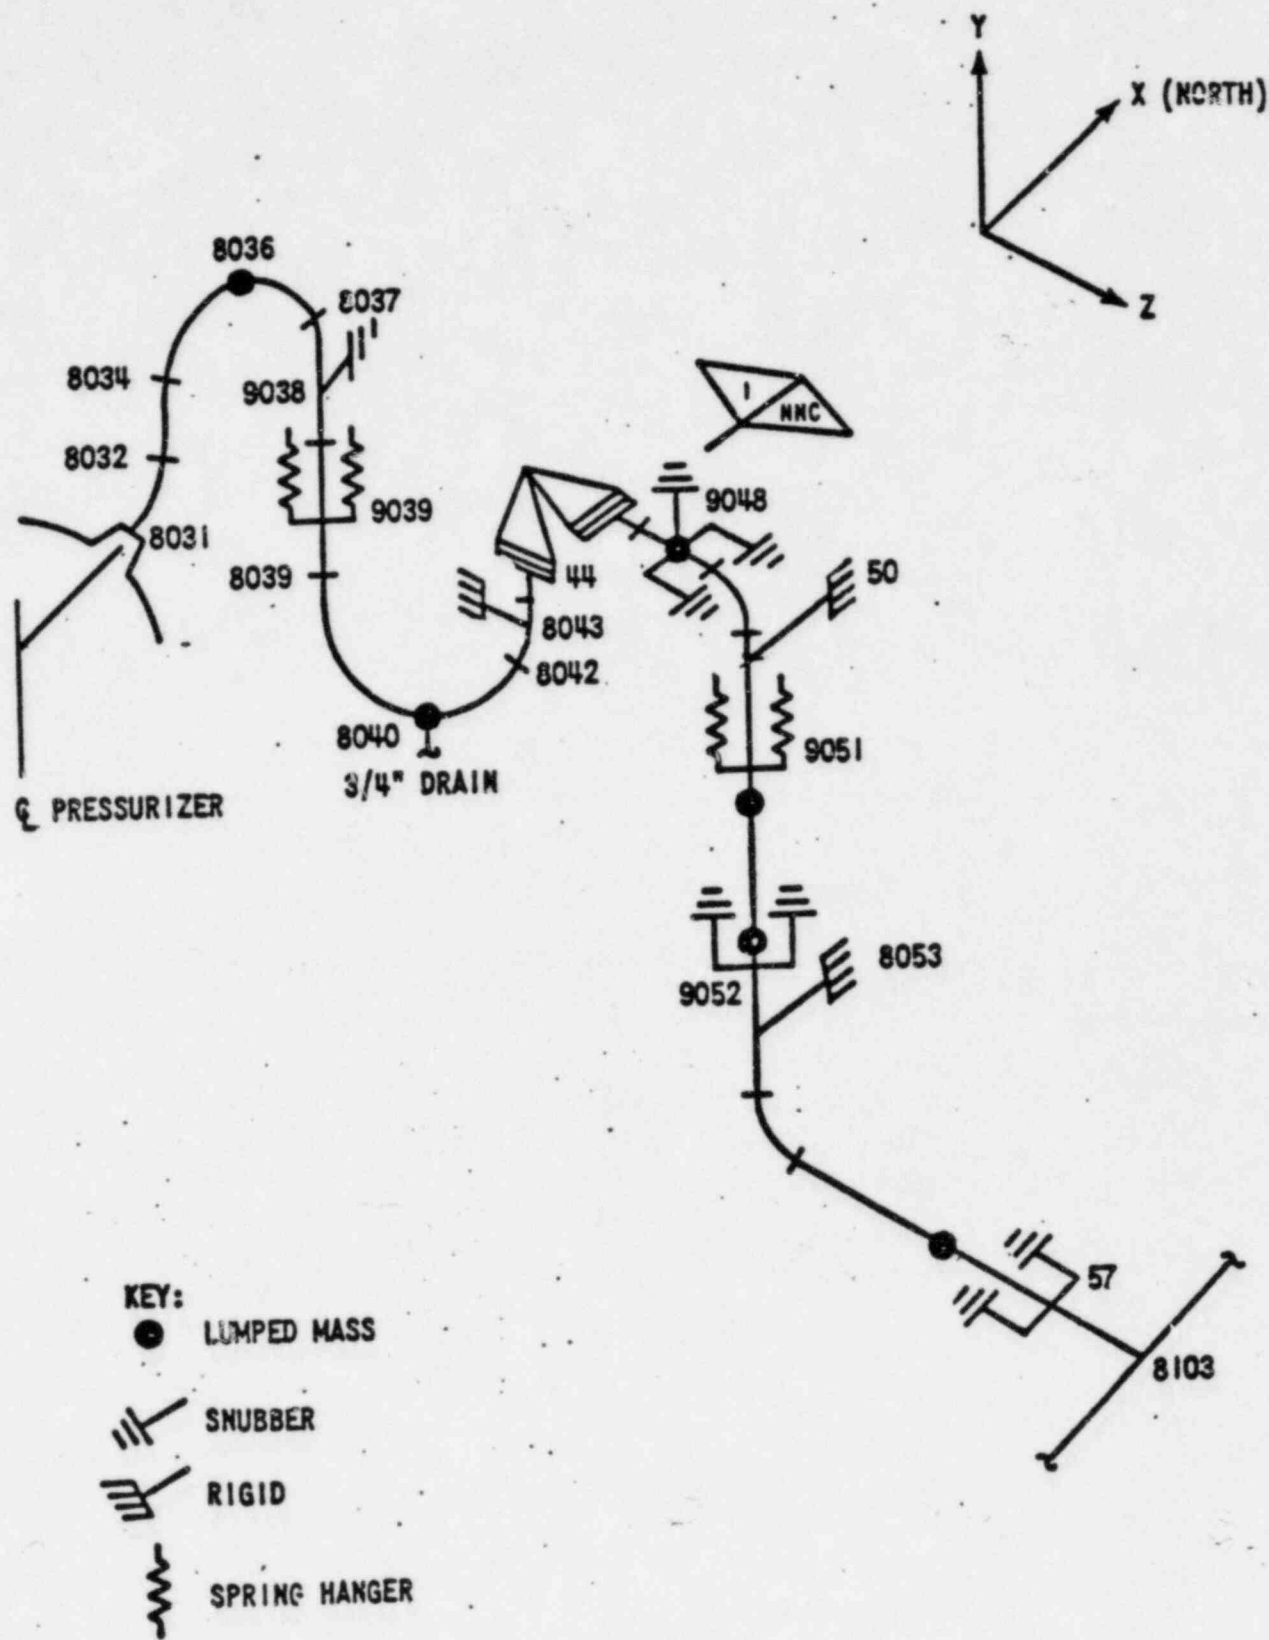 Y
X (NORTH)
Z
8036
8037
8034
9038
8032
8031
9039
8039
44
8043
8042
8040
3/4" DRAIN
℄ PRESSURIZER
1
NNC
9048
50
9051
9052
8053
57
8103
KEY:
LUMPED MASS
SNUBBER
RIGID
SPRING HANGER